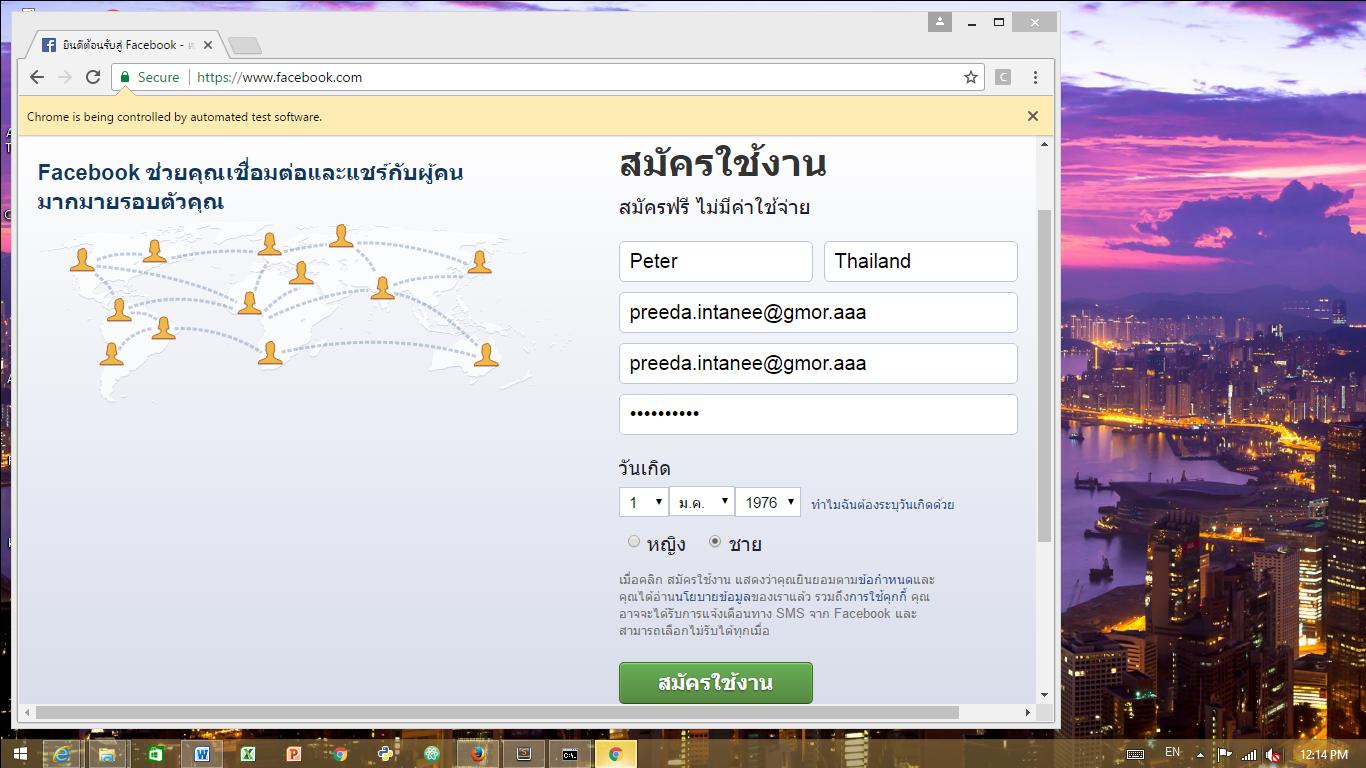 ยินดีต้อนรับสู่ Facebook -
Secure
https://www.facebook.com
C
Chrome is being controlled by automated test software.
Facebook ช่วยคุณเชื่อมต่อและแชร์กับผู้คน
มากมายรอบตัวคุณ
สมัครใช้งาน
สมัครฟรี ไม่มีค่าใช้จ่าย
Peter
Thailand
preeda.intanee@gmor.aaa
preeda.intanee@gmor.aaa
••••••••••
วันเกิด
1
ม.ค.
1976
ทำไมฉันต้องระบุวันเกิดด้วย
หญิง
ชาย
เมื่อคลิก สมัครใช้งาน แสดงว่าคุณยินยอมตามข้อกำหนดและ
คุณได้อ่านนโยบายข้อมูลของเราแล้ว รวมถึงการใช้คุกกี้ คุณ
อาจจะได้รับการแจ้งเตือนทาง SMS จาก Facebook และ
สามารถเลือกไม่รับได้ทุกเมื่อ
สมัครใช้งาน
EN
12:14 PM